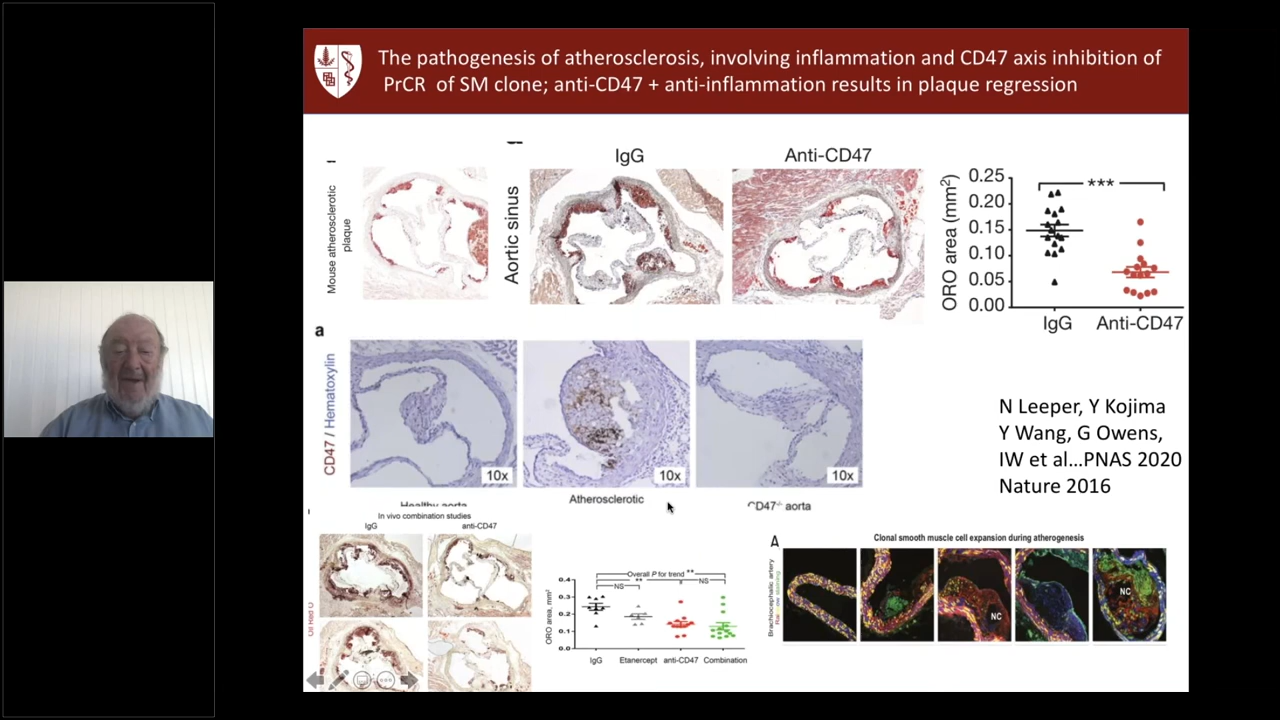 The pathogenesis of atherosclerosis, involving inflammation and CD47 axis inhibition of
PrCR of SM clone; anti-CD47 + anti-inflammation results in plaque regression
Mouse atherosclerotic
plaque
Aortic sinus
IgG
Anti-CD47
ORO area (mm2)
0.25
0.20
0.15
0.10
0.05
0.00
***
IgG
Anti-CD47
a
CD47 / Hematoxylin
10x
10x
10x
Healthy aorta
Atherosclerotic
CD47-/- aorta
N Leeper, Y Kojima
Y Wang, G Owens,
IW et al...PNAS 2020
Nature 2016
In vivo combination studies
IgG
anti-CD47
Oil Red O
ORO area, mm2
0.4
0.3
0.2
0.1
0.0
Overall P for trend **
**
*
NS
NS
IgG
Etanercept
anti-CD47
Combination
A
Clonal smooth muscle cell expansion during atherogenesis
Brachiocephalic artery
NC
NC